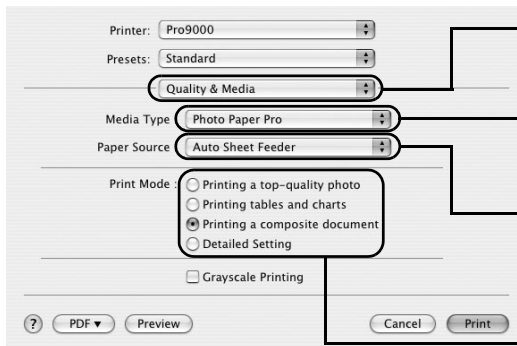 Printer: Pro9000
Presets: Standard
Quality & Media
Media Type Photo Paper Pro
Paper Source Auto Sheet Feeder
Print Mode : Printing a top-quality photo
Printing tables and charts
Printing a composite document
Detailed Setting
Grayscale Printing
? PDF▼ Preview Cancel Print